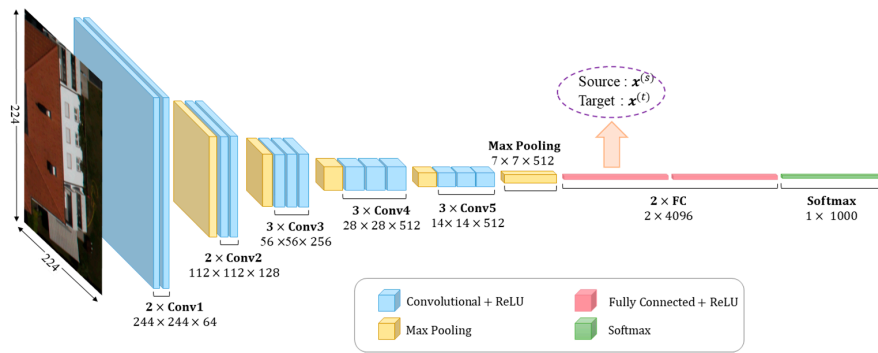 224
224
2 × Conv1
244 × 244 × 64
2 × Conv2
112 × 112 × 128
3 × Conv3
56 ×56× 256
3 × Conv4
28 × 28 × 512
3 × Conv5
14× 14 × 512
Max Pooling
7 × 7 × 512
Source : x^(s)
Target : x^(t)
2 × FC
2 × 4096
Softmax
1 × 1000
Convolutional + ReLU
Fully Connected + ReLU
Max Pooling
Softmax